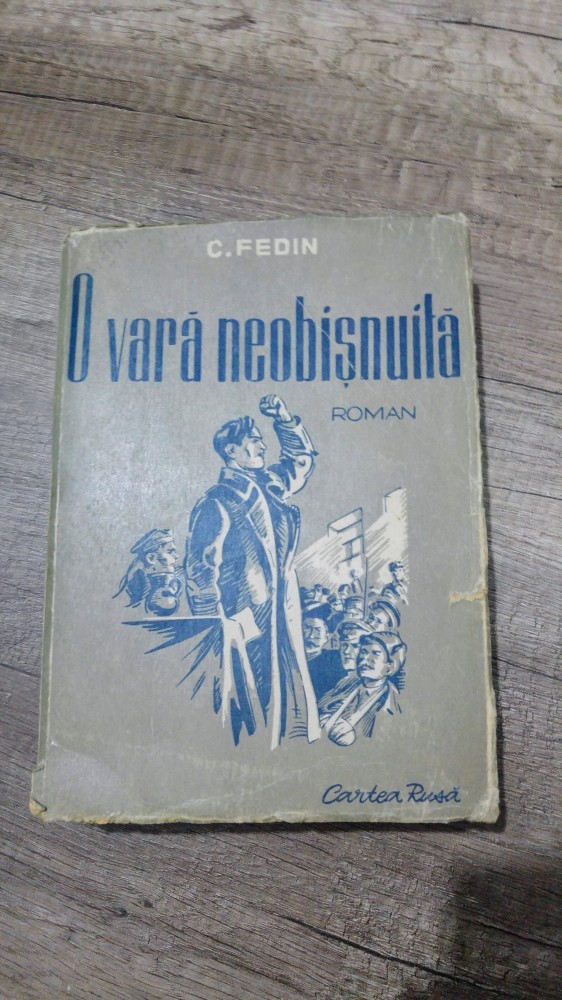 C. FEDIN
O vară neobișnuită
ROMAN
Cartea Rusă